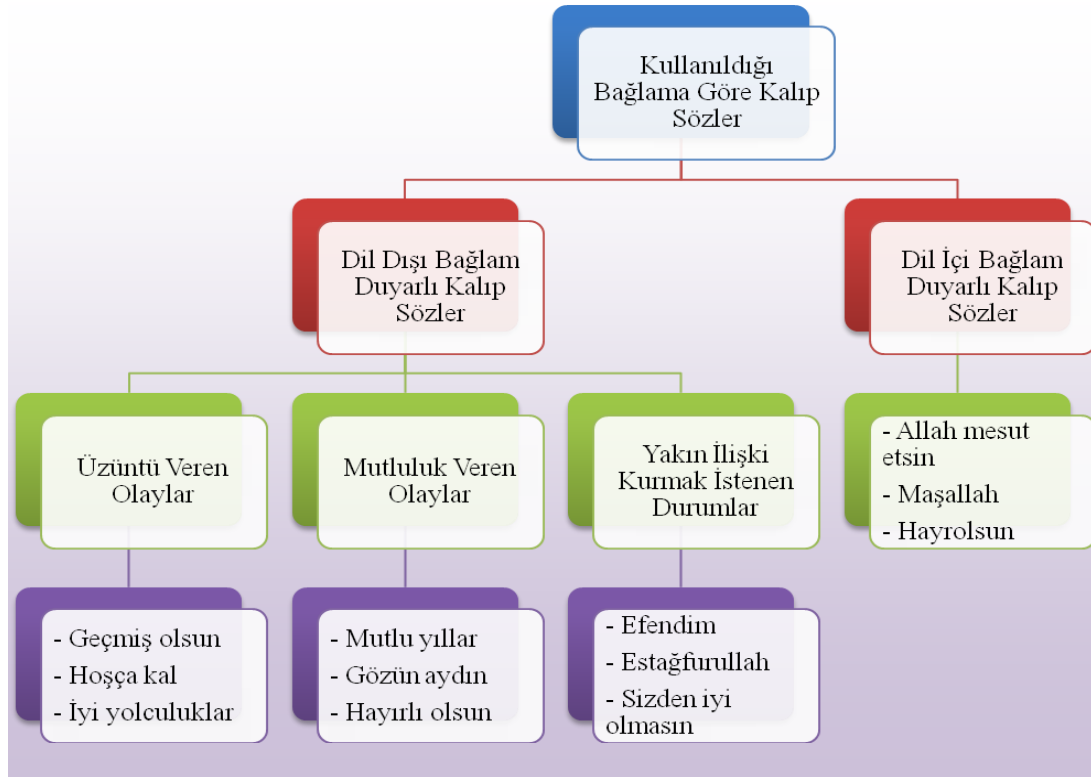 Kullanıldığı
Bağlama Göre Kalıp
Sözler
Dil Dışı Bağlam
Duyarlı Kalıp
Sözler
Dil İçi Bağlam
Duyarlı Kalıp
Sözler
Üzüntü Veren
Olaylar
Mutluluk Veren
Olaylar
Yakın İlişki
Kurmak İstenen
Durumlar
- Allah mesut
etsin
- Maşallah
- Hayrolsun
- Geçmiş olsun
- Hoşça kal
- İyi yolculuklar
- Mutlu yıllar
- Gözün aydın
- Hayırlı olsun
- Efendim
- Estağfurullah
- Sizden iyi
olmasın